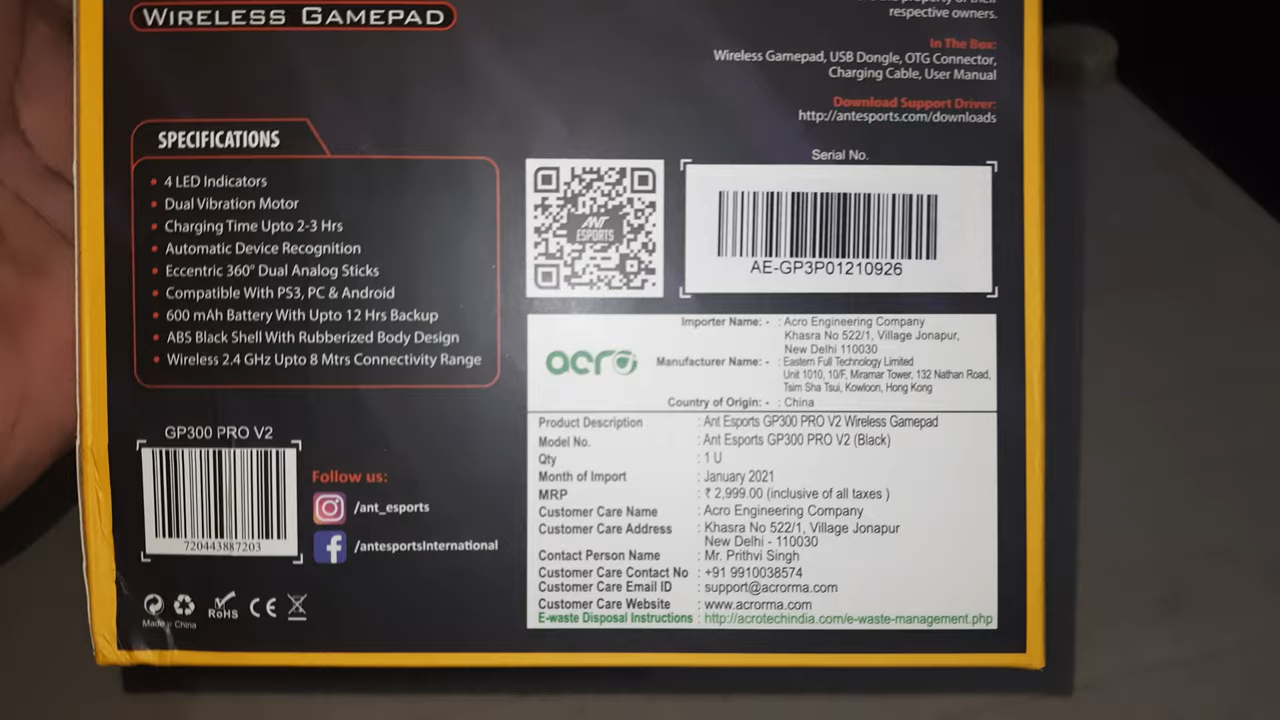 WIRELESS GAMEPAD
respective owners.
In The Box:
Wireless Gamepad, USB Dongle, OTG Connector,
Charging Cable, User Manual
Download Support Driver:
http://antesports.com/downloads
SPECIFICATIONS
• 4 LED Indicators
• Dual Vibration Motor
• Charging Time Upto 2-3 Hrs
• Automatic Device Recognition
• Eccentric 360° Dual Analog Sticks
• Compatible With PS3, PC & Android
• 600 mAh Battery With Upto 12 Hrs Backup
• ABS Black Shell With Rubberized Body Design
• Wireless 2.4 GHz Upto 8 Mtrs Connectivity Range
ANT
ESPORTS
Serial No.
AE-GP3P01210926
acro
Importer Name: - : Acro Engineering Company
Khasra No 522/1, Village Jonapur,
New Delhi 110030
Manufacturer Name: - : Eastern Full Technology Limited
Unit 1010, 10/F, Miramar Tower, 132 Nathan Road,
Tsim Sha Tsui, Kowloon, Hong Kong
Country of Origin: - : China
Product Description : Ant Esports GP300 PRO V2 Wireless Gamepad
Model No. : Ant Esports GP300 PRO V2 (Black)
Qty : 1 U
Month of Import : January 2021
MRP : ₹ 2,999.00 (inclusive of all taxes )
Customer Care Name : Acro Engineering Company
Customer Care Address : Khasra No 522/1, Village Jonapur
New Delhi - 110030
Contact Person Name : Mr. Prithvi Singh
Customer Care Contact No : +91 9910038574
Customer Care Email ID : support@acrorma.com
Customer Care Website : www.acrorma.com
E-waste Disposal Instructions : http://acrotechindia.com/e-waste-management.php
GP300 PRO V2
720443887203
Follow us:
/ant_esports
/antesportsInternational
RoHS CE
Made China